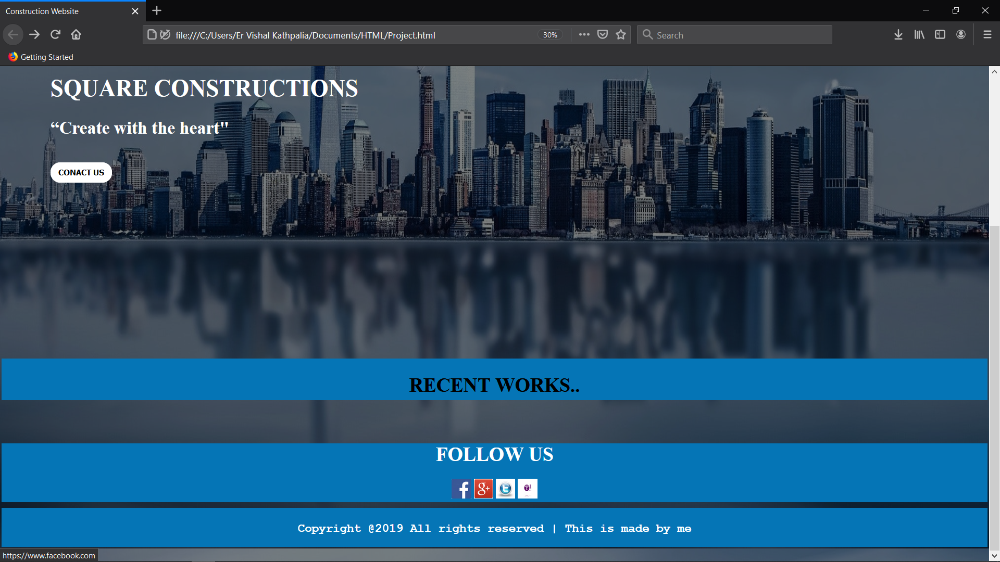 Construction Website
file:///C:/Users/Er Vishal Kathpalia/Documents/HTML/Project.html
30%
Search
Getting Started
SQUARE CONSTRUCTIONS
“Create with the heart"
CONACT US
RECENT WORKS..
FOLLOW US
f g+ t Y!
Copyright @2019 All rights reserved | This is made by me
https://www.facebook.com